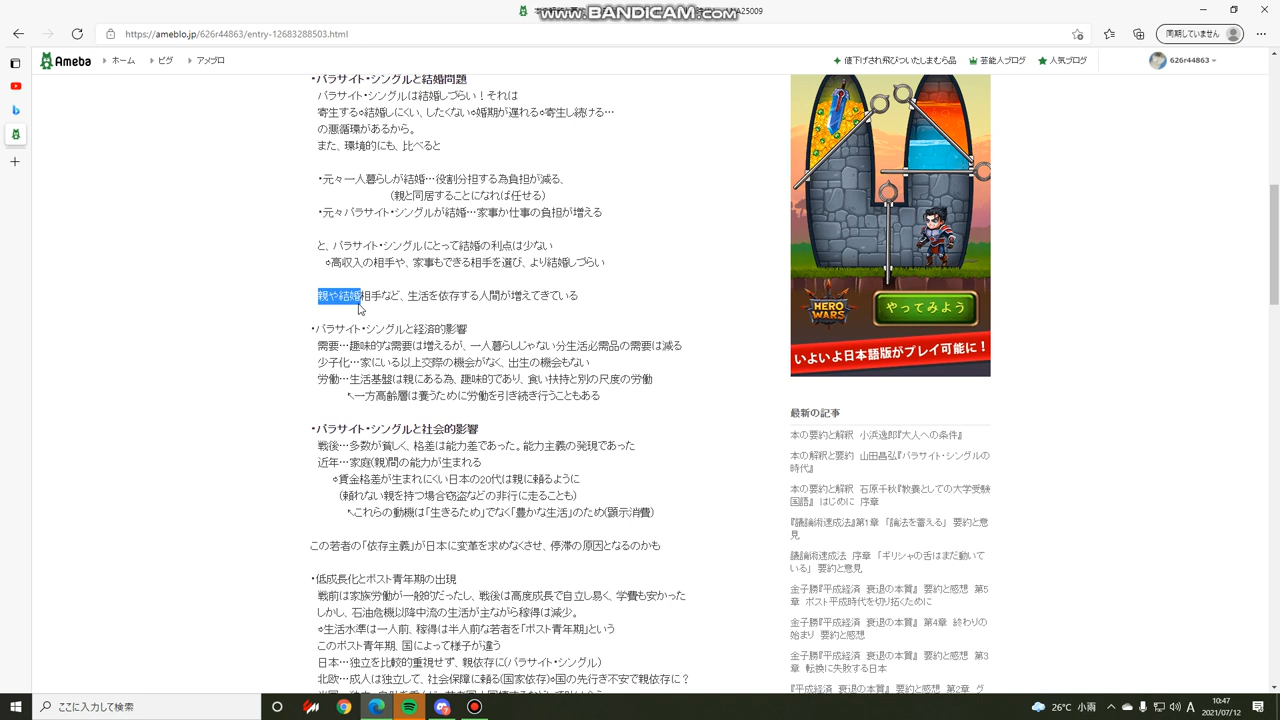 www.BANDICAM.com
A25009
https://ameblo.jp/626r44863/entry-12683288503.html
同期していません
Ameba
ホーム
ピグ
アメブロ
値下げされ飛びついたしまむら品
芸能人ブログ
人気ブログ
626r44863
・パラサイト・シングルと結婚問題
パラサイト・シングルは結婚しづらい！それは
寄生する⇨結婚しにくい、したくない⇨婚期が遅れる⇨寄生し続ける…
の悪循環があるから。
また、環境的にも、比べると
・元々一人暮らしが結婚…役割分担する為負担が減る、
（親と同居することになれば任せる）
・元々パラサイト・シングルが結婚…家事か仕事の負担が増える
と、パラサイト・シングルにとって結婚の利点は少ない
⇨高収入の相手や、家事もできる相手を選び、より結婚しづらい
親や結婚相手など、生活を依存する人間が増えてきている
・パラサイト・シングルと経済的影響
需要…趣味的な需要は増えるが、一人暮らしじゃない分生活必需品の需要は減る
少子化…家にいる以上交際の機会がなく、出生の機会もない
労働…生活基盤は親にある為、趣味的であり、食い扶持と別の尺度の労働
↖一方高齢層は養うために労働を引き続き行うこともある
・パラサイト・シングルと社会的影響
戦後…多数が貧しく、格差は能力差であった。能力主義の発現であった
近年…家庭(親)間の能力が生まれる
⇨賃金格差が生まれにくい日本の20代は親に頼るように
（頼れない親を持つ場合窃盗などの非行に走ることも）
↖これらの動機は「生きるため」でなく「豊かな生活」のため(顕示消費)
この若者の「依存主義」が日本に変革を求めなくさせ、停滞の原因となるのかも
・低成長化とポスト青年期の出現
戦前は家族労働が一般的だったし、戦後は高度成長で自立し易く、学費も安かった
しかし、石油危機以降中流の生活が主ながら稼得は減少。
⇨生活水準は一人前、稼得は半人前な若者を「ポスト青年期」という
このポスト青年期、国によって様子が違う
日本…独立を比較的重視せず、親依存に(パラサイト・シングル)
北欧…成人は独立して、社会保障に頼る(国家依存)⇨国の先行き不安で親依存に？
HERO WARS
やってみよう
いよいよ日本語版がプレイ可能に！
最新の記事
本の要約と解釈　小浜逸郎『大人への条件』
本の解釈と要約　山田昌弘『パラサイト・シングルの
時代』
本の要約と解釈　石原千秋『教養としての大学受験
国語』 はじめに 序章
『議論術速成法』第1章 「論法を蓄える」 要約と意
見
議論術速成法　序章 「ギリシャの舌はまだ動いて
いる」 要約と意見
金子勝『平成経済　衰退の本質』 要約と感想　第5
章　ポスト平成時代を切り拓くために
金子勝『平成経済　衰退の本質』 第4章　終わりの
始まり　要約と感想
金子勝『平成経済　衰退の本質』 要約と感想　第3
章　転換に失敗する日本
『平成経済　衰退の本質』 要約と感想　第2章　グ
ここに入力して検索
26°C 小雨
A
10:47
2021/07/12